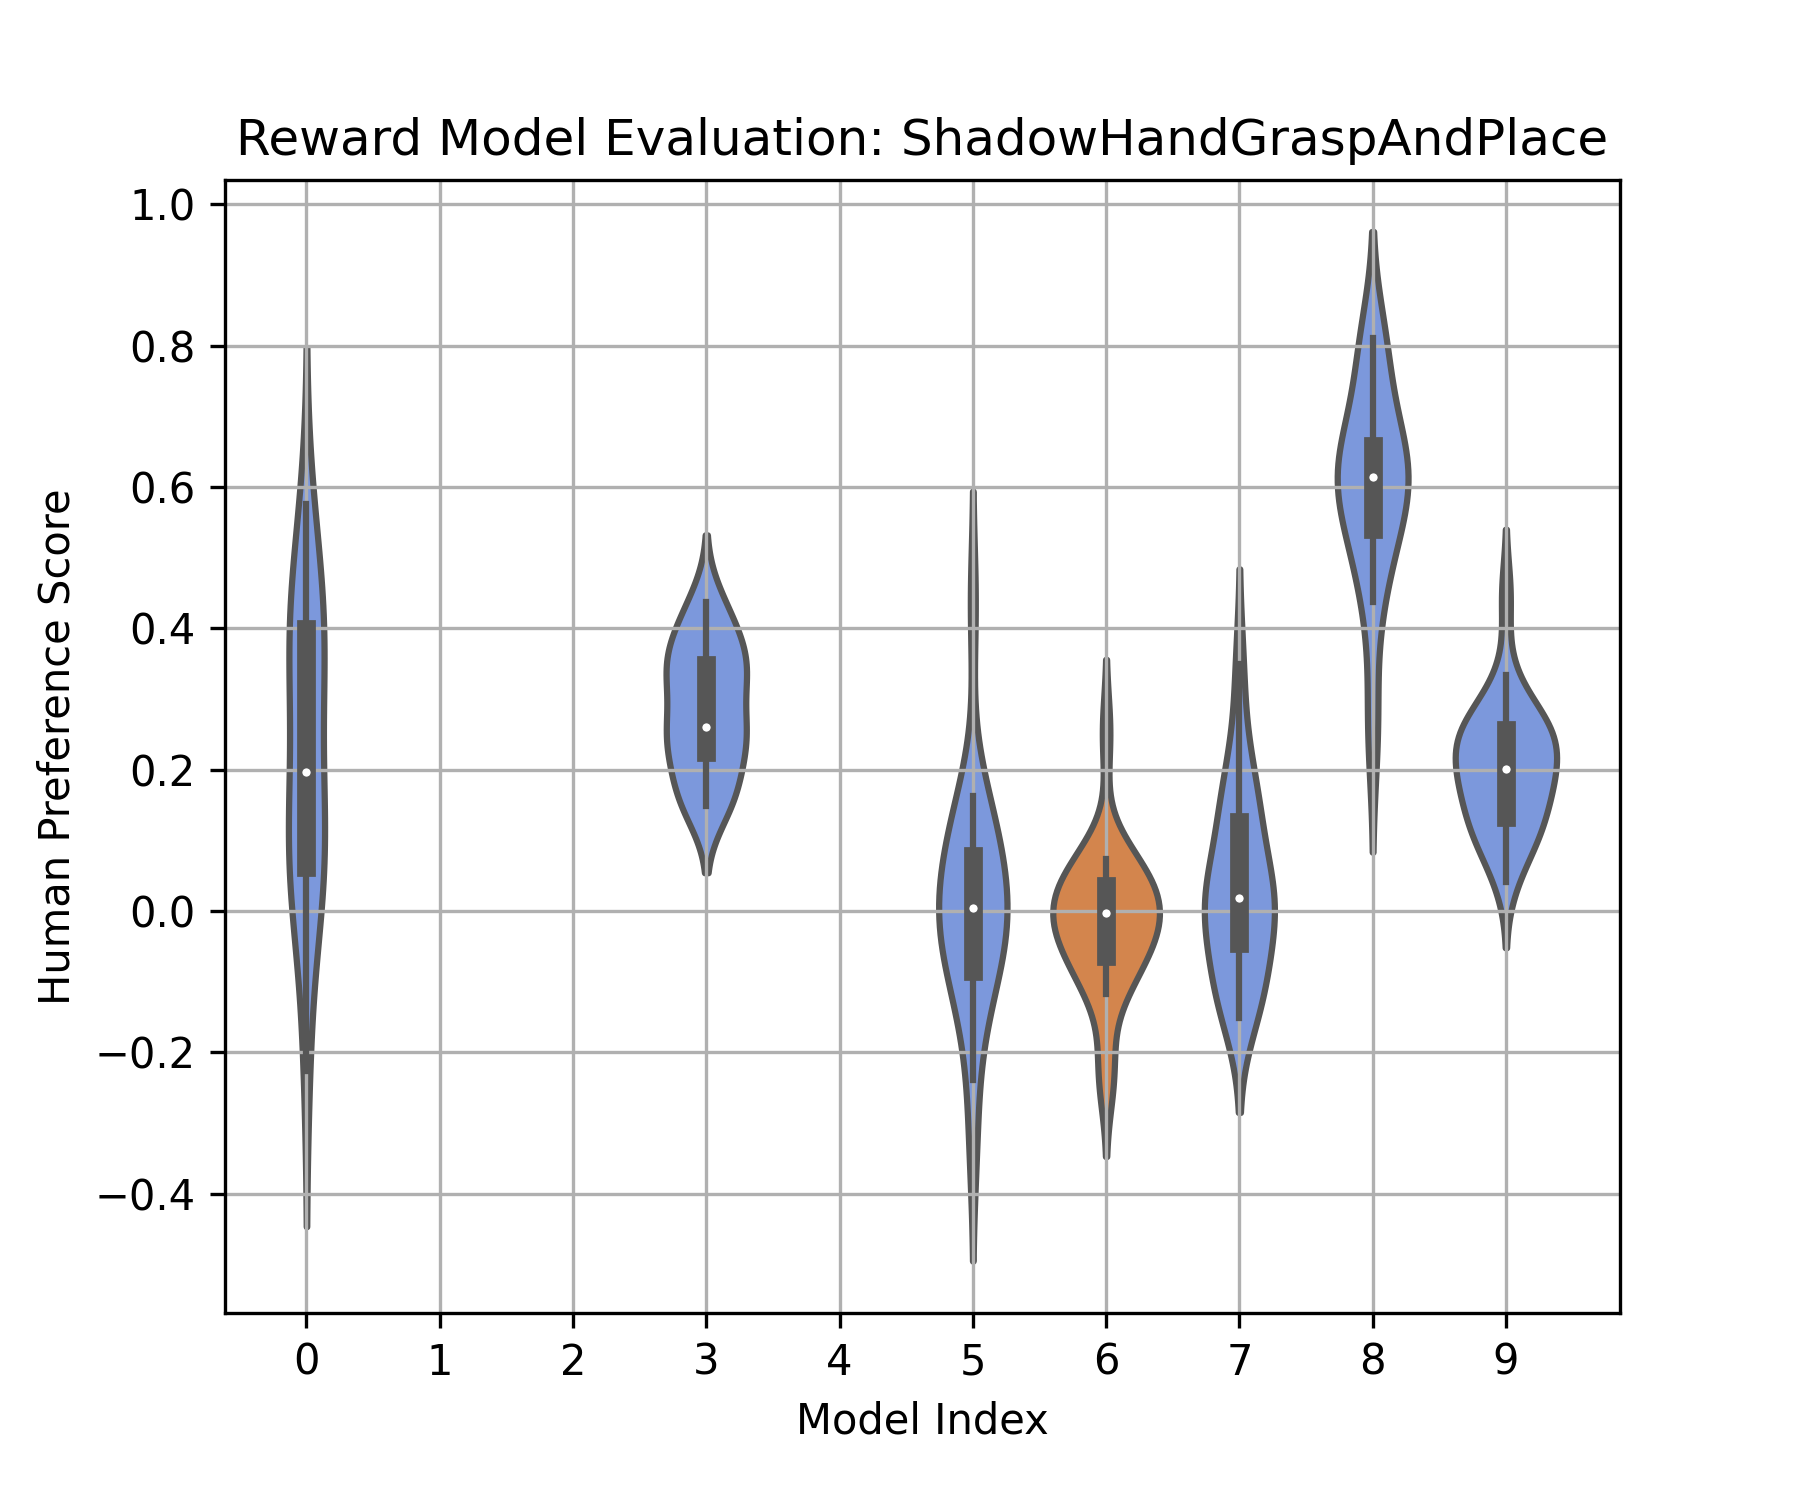 Reward Model Evaluation: ShadowHandGraspAndPlace
1.0
0.8
0.6
0.4
0.2
0.0
−0.2
−0.4
Human Preference Score
0 1 2 3 4 5 6 7 8 9
Model Index